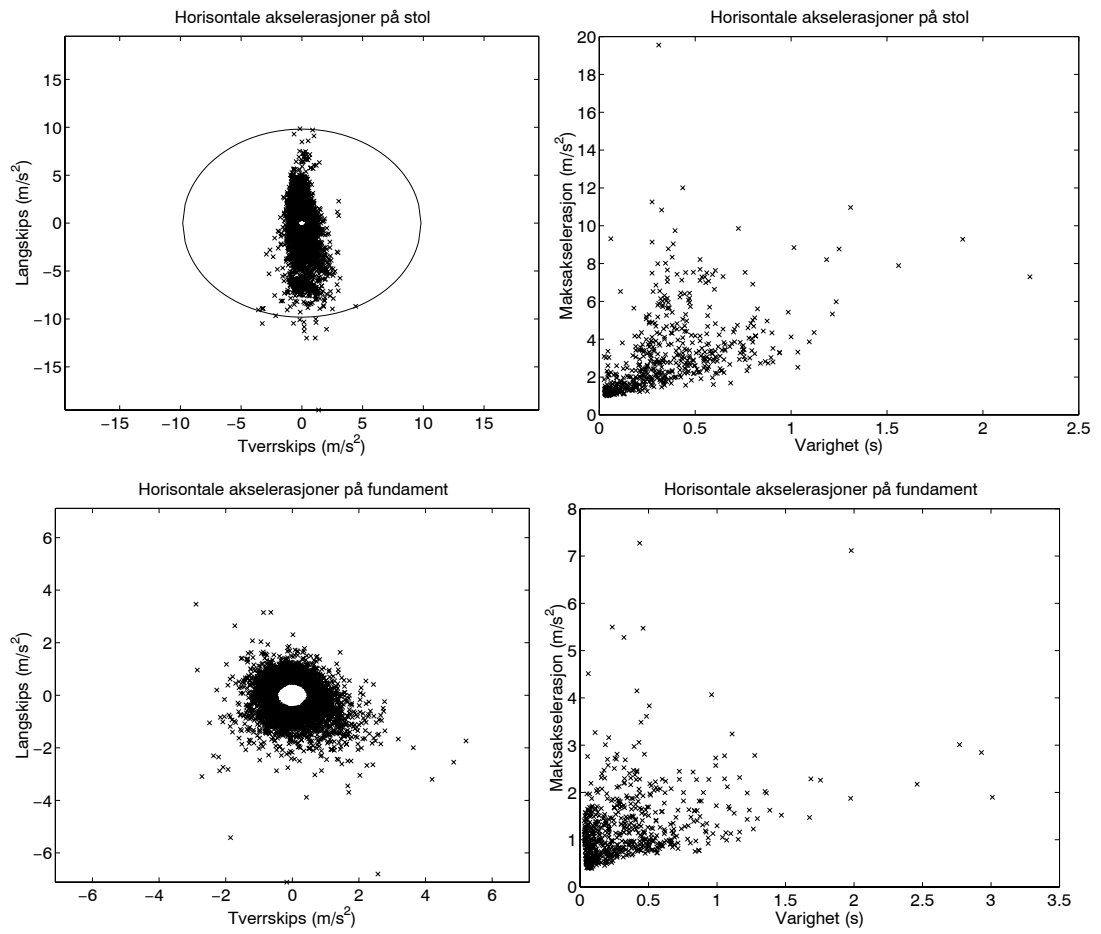 Horisontale akselerasjoner på stol
15
10
5
0
−5
−10
−15
−15 −10 −5 0 5 10 15
Langskips (m/s²)
Tverrskips (m/s²)
Horisontale akselerasjoner på stol
20
18
16
14
12
10
8
6
4
2
0
0 0.5 1 1.5 2 2.5
Maksakselerasjon (m/s²)
Varighet (s)
Horisontale akselerasjoner på fundament
6
4
2
0
−2
−4
−6
−6 −4 −2 0 2 4 6
Langskips (m/s²)
Tverrskips (m/s²)
Horisontale akselerasjoner på fundament
8
7
6
5
4
3
2
1
0
0 0.5 1 1.5 2 2.5 3 3.5
Maksakselerasjon (m/s²)
Varighet (s)